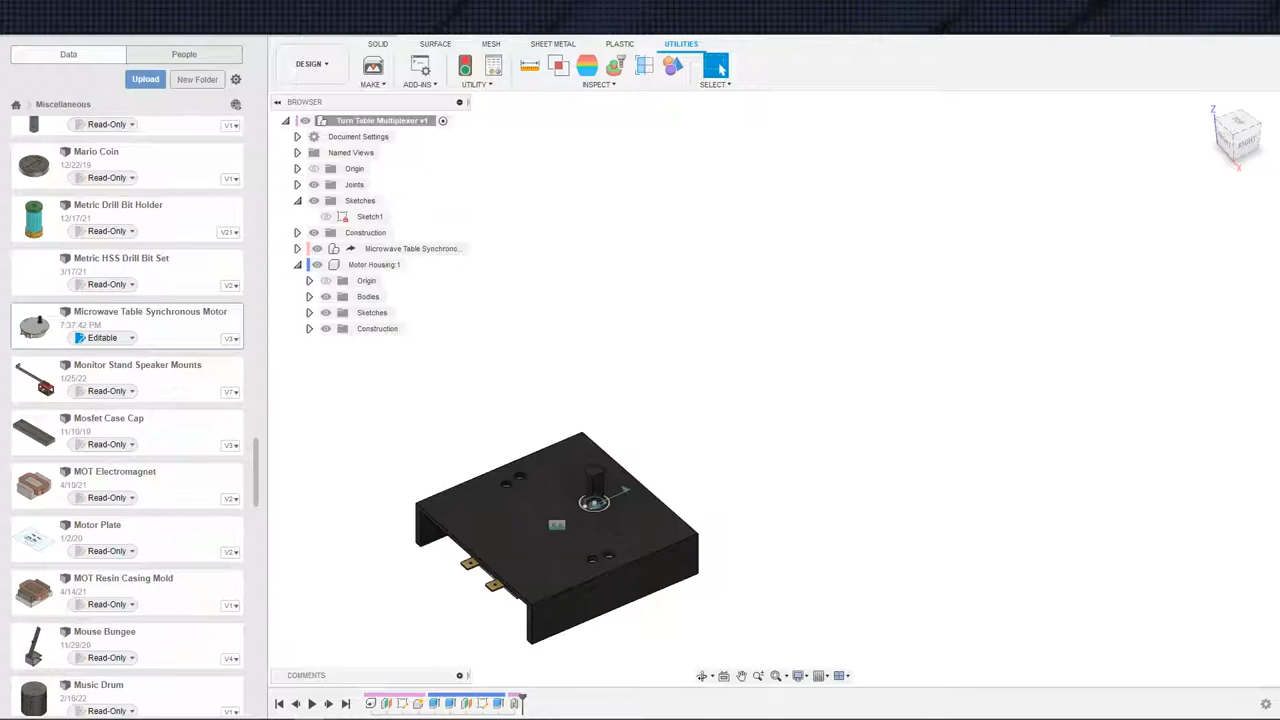 Data
People
Upload
New Folder
Miscellaneous
Read-Only
V1
Mario Coin
12/22/19
Read-Only
V1
Metric Drill Bit Holder
12/17/21
Read-Only
V21
Metric HSS Drill Bit Set
3/17/21
Read-Only
V2
Microwave Table Synchronous Motor
7:37:42 PM
Editable
V3
Monitor Stand Speaker Mounts
1/25/22
Read-Only
V7
Mosfet Case Cap
11/10/19
Read-Only
V3
MOT Electromagnet
4/10/21
Read-Only
V2
Motor Plate
1/2/20
Read-Only
V2
MOT Resin Casing Mold
4/14/21
Read-Only
V1
Mouse Bungee
11/29/20
Read-Only
V4
Music Drum
2/16/22
Read-Only
V1
DESIGN
SOLID
SURFACE
MESH
SHEET METAL
PLASTIC
UTILITIES
MAKE
ADD-INS
UTILITY
INSPECT
SELECT
BROWSER
Turn Table Multiplexer v1
Document Settings
Named Views
Origin
Joints
Sketches
Sketch1
Construction
Microwave Table Synchrono...
Motor Housing:1
Origin
Bodies
Sketches
Construction
Z
RIGHT
X
COMMENTS